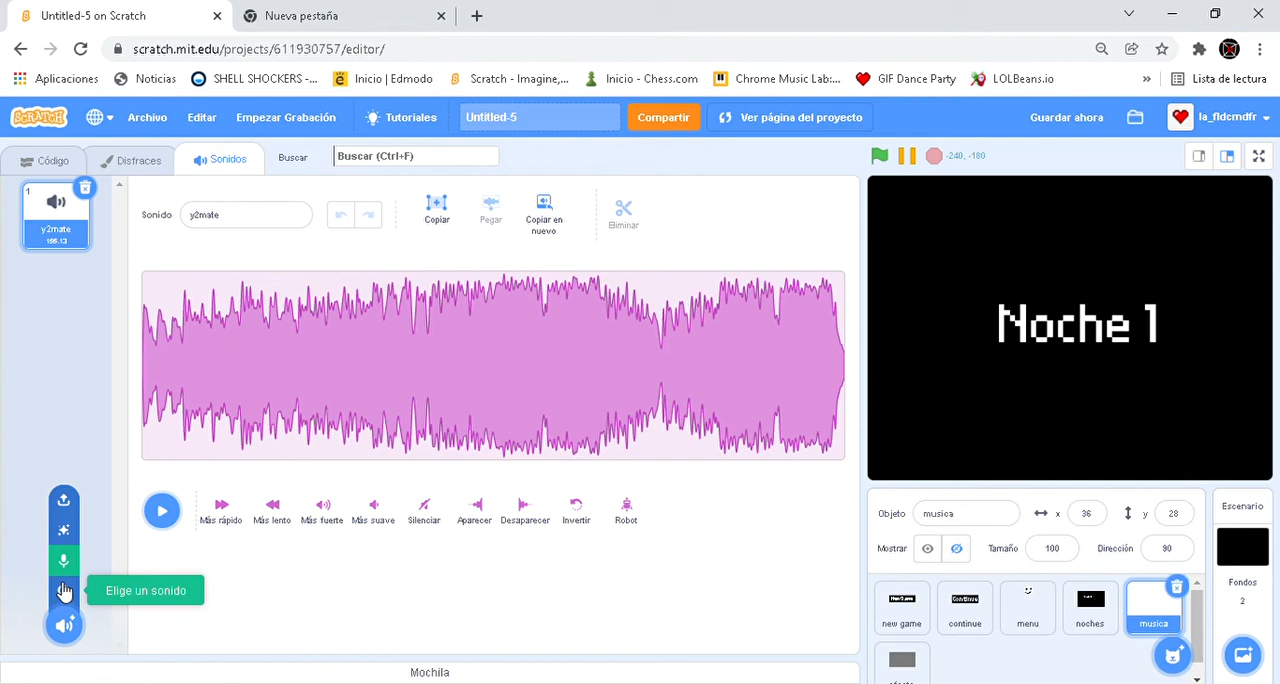 Untitled-5 on Scratch
Nueva pestaña
scratch.mit.edu/projects/611930757/editor/
Aplicaciones
Noticias
SHELL SHOCKERS -...
Inicio | Edmodo
Scratch - Imagine,...
Inicio - Chess.com
Chrome Music Lab:...
GIF Dance Party
LOLBeans.io
»
Lista de lectura
SCRATCH
Archivo
Editar
Empezar Grabación
Tutoriales
Untitled-5
Compartir
Ver página del proyecto
Guardar ahora
la_fldcmdfr
Código
Disfraces
Sonidos
Buscar
Buscar (Ctrl+F)
-240, -180
1
y2mate
Sonido
y2mate
Copiar
Pegar
Copiar en
nuevo
Eliminar
Noche 1
Más rápido
Más lento
Más fuerte
Más suave
Silenciar
Aparecer
Desaparecer
Invertir
Robot
Elige un sonido
Objeto
musica
x
36
y
28
Mostrar
Tamaño
100
Dirección
90
Escenario
Fondos
2
new game
continue
menu
noches
musica
Mochila